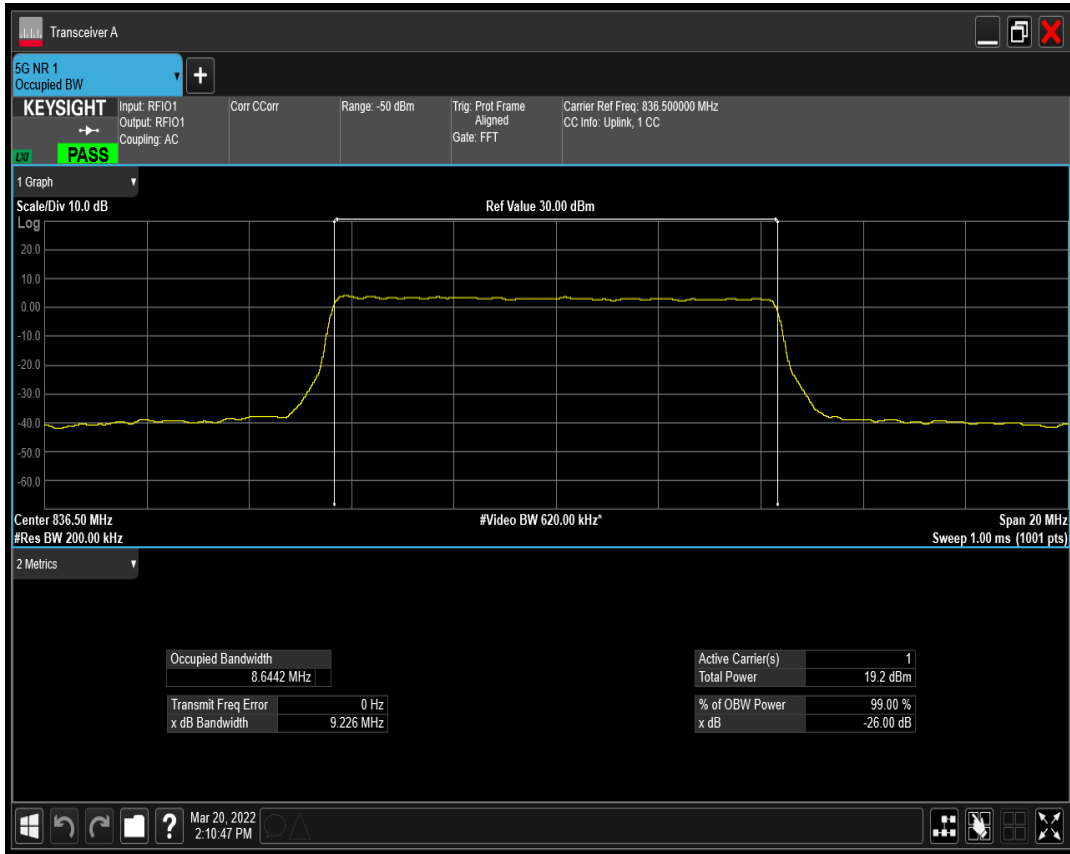 Transceiver A
5G NR 1
Occupied BW
+
KEYSIGHT
LXI
PASS
Input: RFIO1
Output: RFIO1
Coupling: AC
Corr CCorr
Range: -50 dBm
Trig: Prot Frame
Aligned
Gate: FFT
Carrier Ref Freq: 836.500000 MHz
CC Info: Uplink, 1 CC
1 Graph
Scale/Div 10.0 dB
Ref Value 30.00 dBm
Log
20.0
10.0
0.00
-10.0
-20.0
-30.0
-40.0
-50.0
-60.0
Center 836.50 MHz
#Video BW 620.00 kHz*
Span 20 MHz
#Res BW 200.00 kHz
Sweep 1.00 ms (1001 pts)
2 Metrics
Occupied Bandwidth
8.6442 MHz
Transmit Freq Error 0 Hz
x dB Bandwidth 9.226 MHz
Active Carrier(s) 1
Total Power 19.2 dBm
% of OBW Power 99.00 %
x dB -26.00 dB
?
Mar 20, 2022
2:10:47 PM